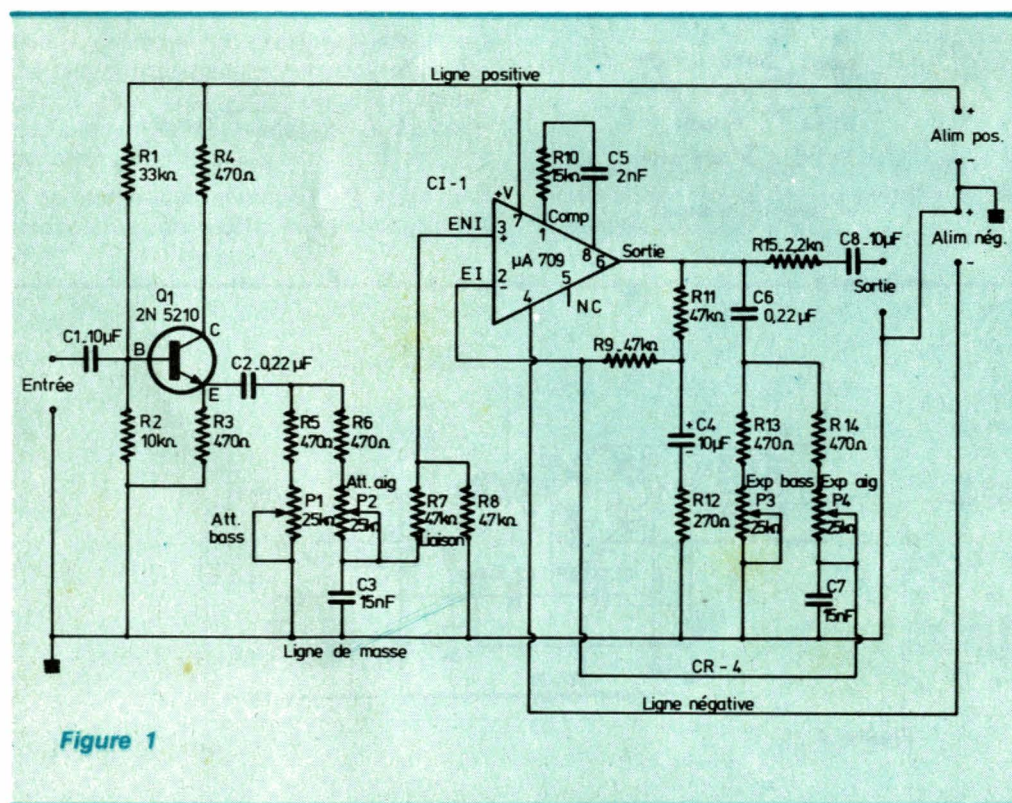 Ligne positive
R1
33kΩ
R4
470Ω
R10
15kΩ
C5
2nF
+
Alim pos.
-
+
Alim nég.
-
CI-1
+V
7
ENI
3
+
1
Comp
µA 709
8
6
Sortie
EI
2
-
5
NC
4
R15_2,2kΩ
C8_10µF
Sortie
Q1
2N 5210
C
B
E
C1_10µF
Entrée
C2_0,22µF
R11
47kΩ
C6
0,22µF
R9_47kΩ
R2
10kΩ
R3
470Ω
R5
470Ω
R6
470Ω
+
C4
10µF
-
R13
470Ω
R14
470Ω
Att.
bass
P1
25kΩ
Att. aig
P2
25kΩ
R7
47kΩ
Liaison
R8
47kΩ
R12
270Ω
Exp bass
P3
25kΩ
Exp aig
P4
25kΩ
C3
15nF
C7
15nF
Ligne de masse
CR - 4
Ligne négative
Figure 1